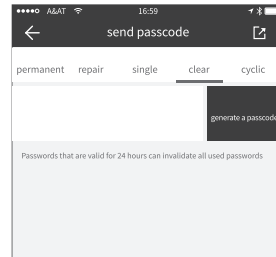 ●●●●○ A&AT 16:59
send passcode
permanent repair single clear cyclic
generate a passcode
Passwords that are valid for 24 hours can invalidate all used passwords